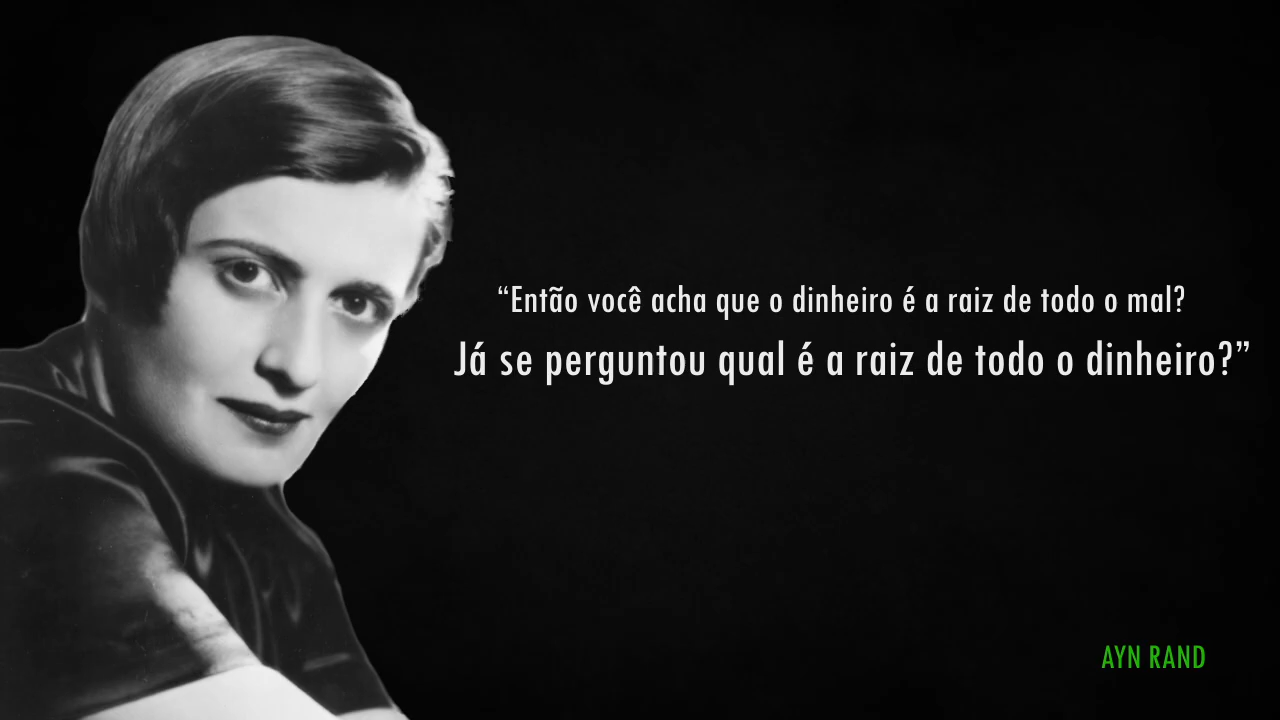 “Então você acha que o dinheiro é a raiz de todo o mal?
Já se perguntou qual é a raiz de todo o dinheiro?”
AYN RAND